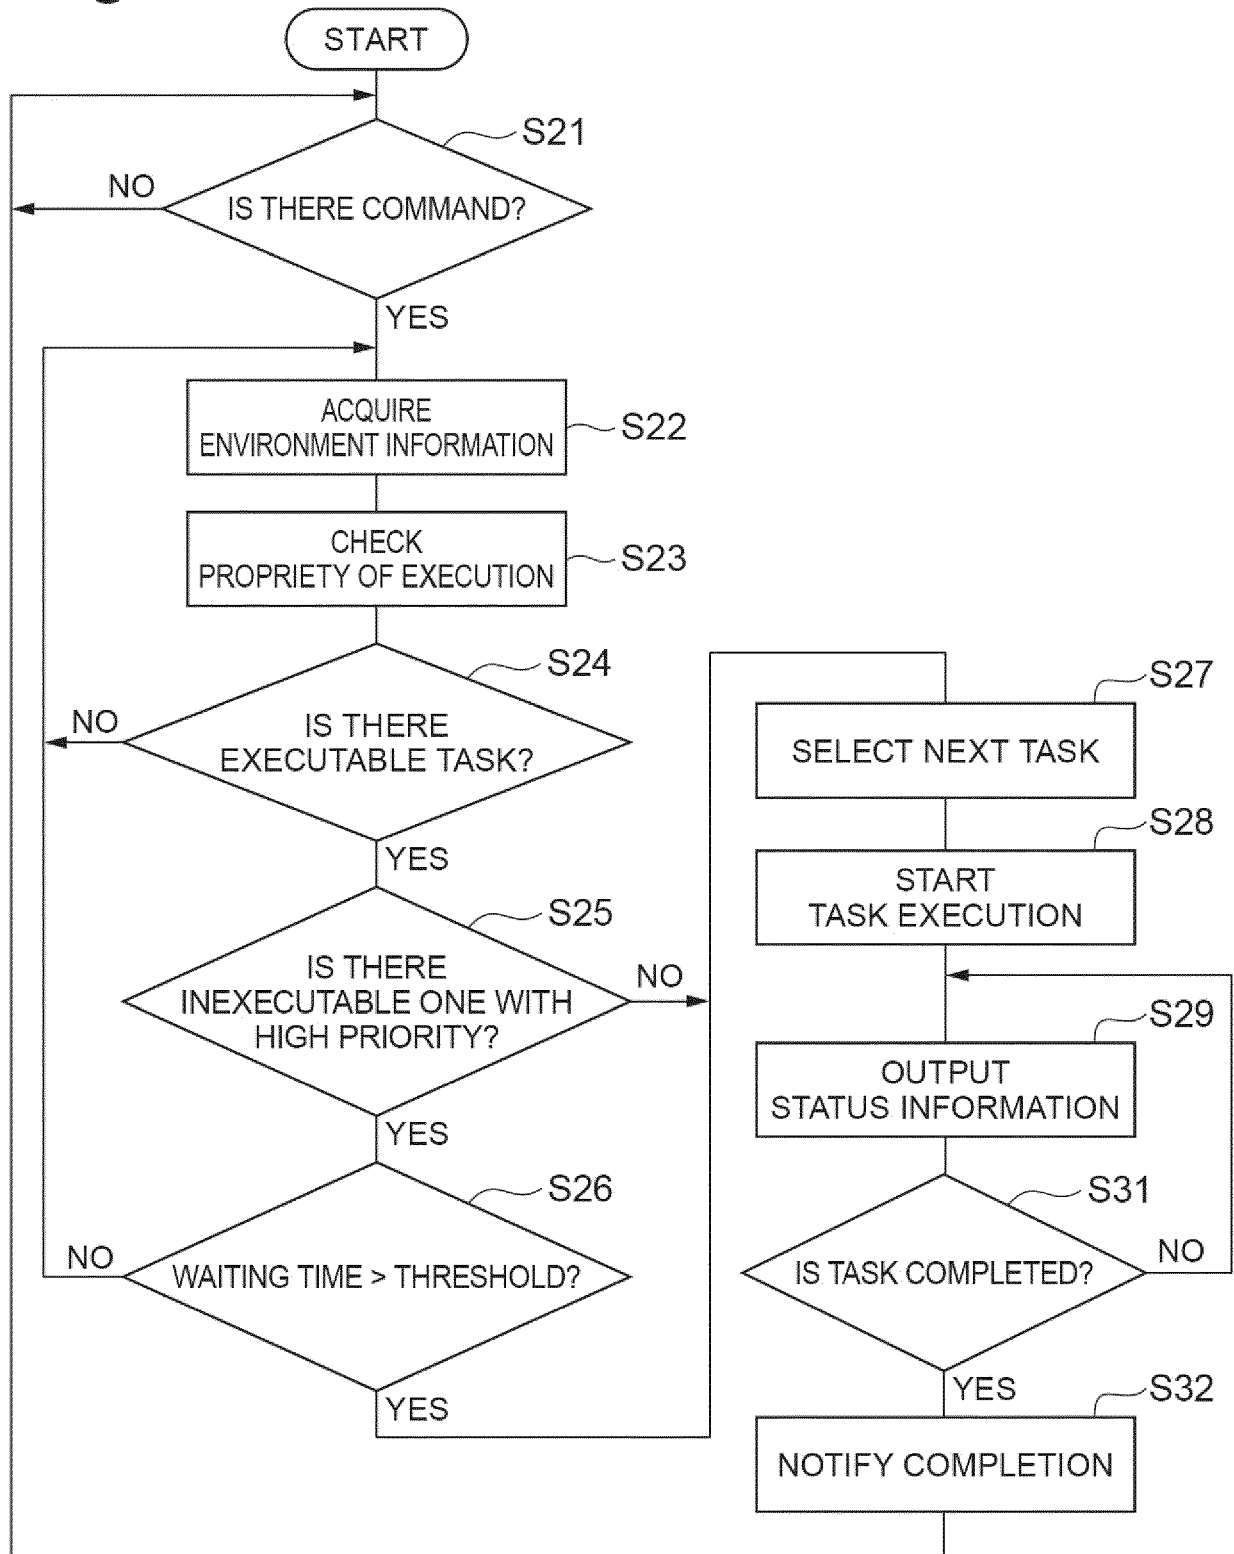 START
S21
NO
IS THERE COMMAND?
YES
ACQUIRE
ENVIRONMENT INFORMATION
S22
CHECK
PROPRIETY OF EXECUTION
S23
S24
NO
IS THERE
EXECUTABLE TASK?
YES
S25
IS THERE
INEXECUTABLE ONE WITH
HIGH PRIORITY?
NO
YES
S26
NO
WAITING TIME > THRESHOLD?
YES
S27
SELECT NEXT TASK
S28
START
TASK EXECUTION
S29
OUTPUT
STATUS INFORMATION
S31
IS TASK COMPLETED?
NO
YES
S32
NOTIFY COMPLETION